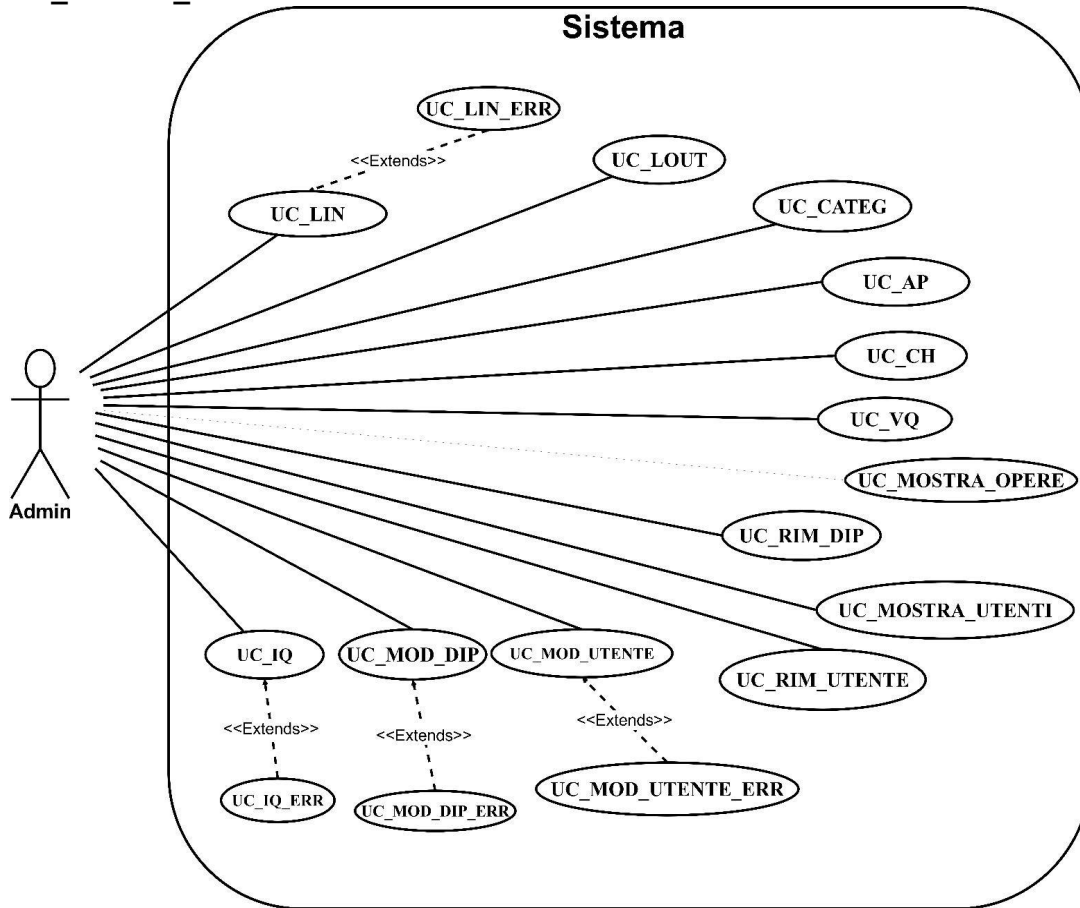 Sistema
UC_LIN_ERR
<<Extends>>
UC_LOUT
UC_LIN
UC_CATEG
UC_AP
UC_CH
UC_VQ
UC_MOSTRA_OPERE
Admin
UC_RIM_DIP
UC_MOSTRA_UTENTI
UC_IQ
UC_MOD_DIP
UC_MOD_UTENTE
UC_RIM_UTENTE
<<Extends>>
<<Extends>>
<<Extends>>
UC_IQ_ERR
UC_MOD_DIP_ERR
UC_MOD_UTENTE_ERR